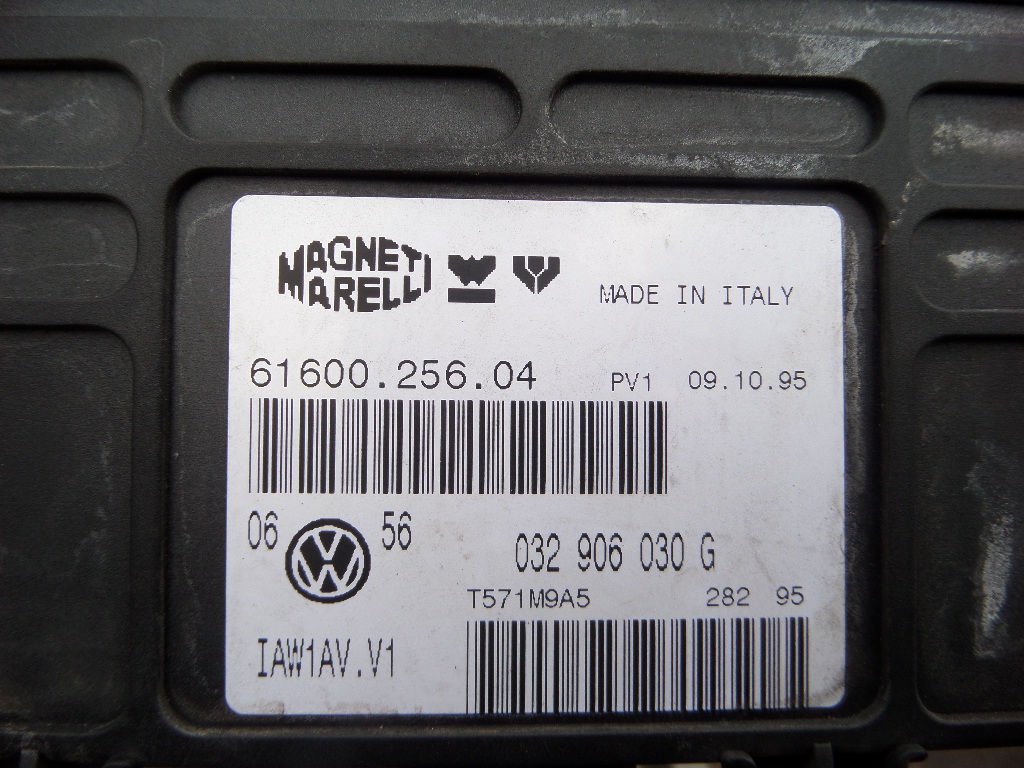 MAGNETI
MARELLI
MADE IN ITALY
61600.256.04 PV1 09.10.95
06 56
032 906 030 G
T571M9A5 282 95
IAW1AV.V1